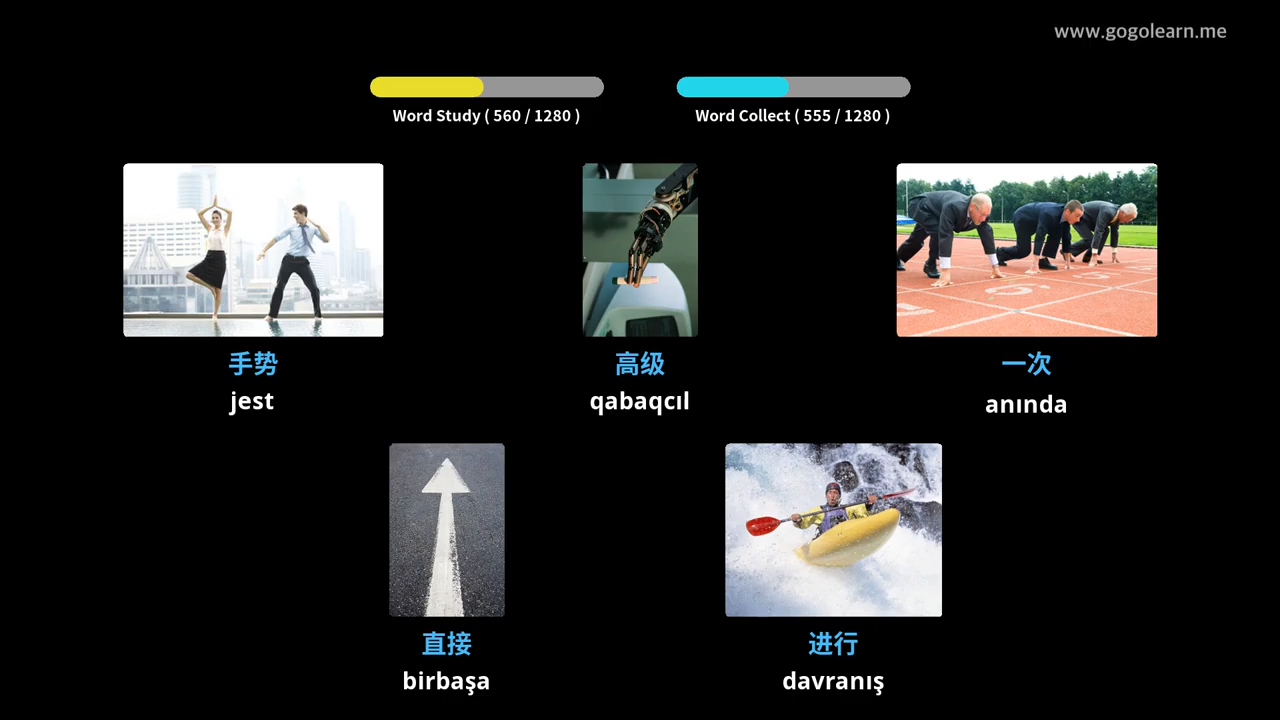 www.gogolearn.me
Word Study ( 560 / 1280 )
Word Collect ( 555 / 1280 )
手势
jest
高级
qabaqcıl
一次
anında
直接
birbaşa
进行
davranış